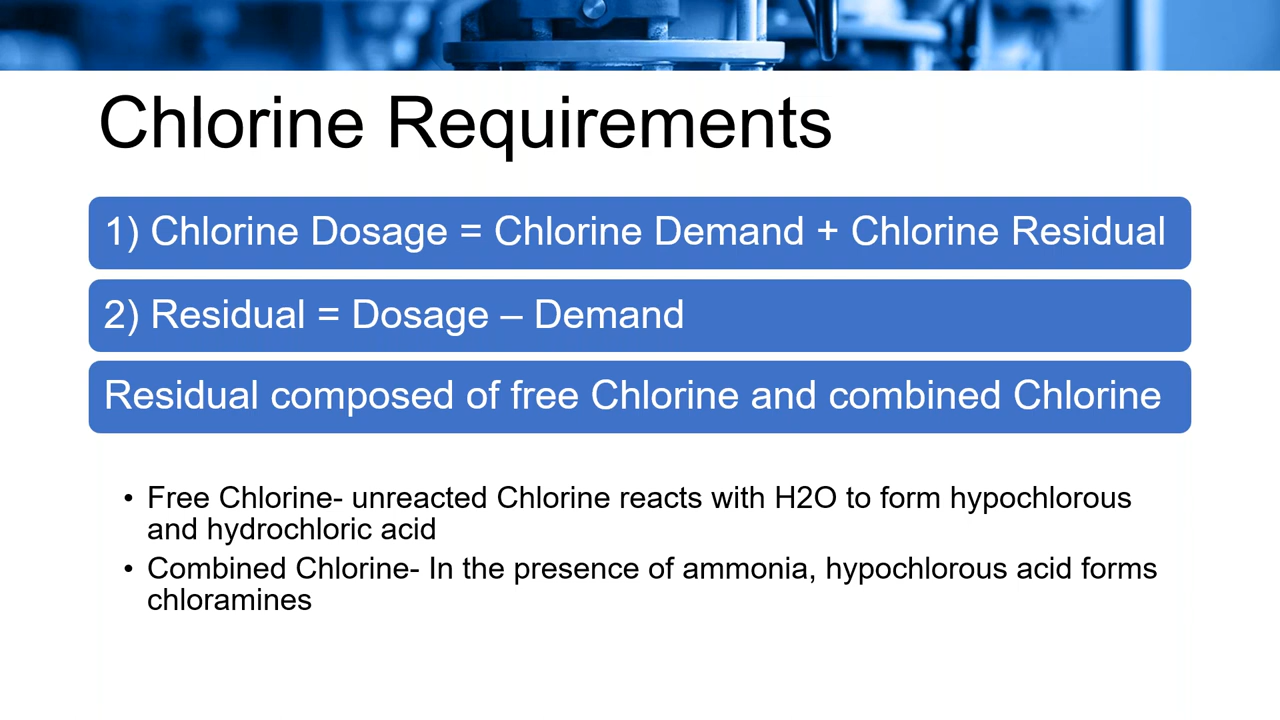 Chlorine Requirements
1) Chlorine Dosage = Chlorine Demand + Chlorine Residual
2) Residual = Dosage – Demand
Residual composed of free Chlorine and combined Chlorine
• Free Chlorine- unreacted Chlorine reacts with H2O to form hypochlorous
and hydrochloric acid
• Combined Chlorine- In the presence of ammonia, hypochlorous acid forms
chloramines